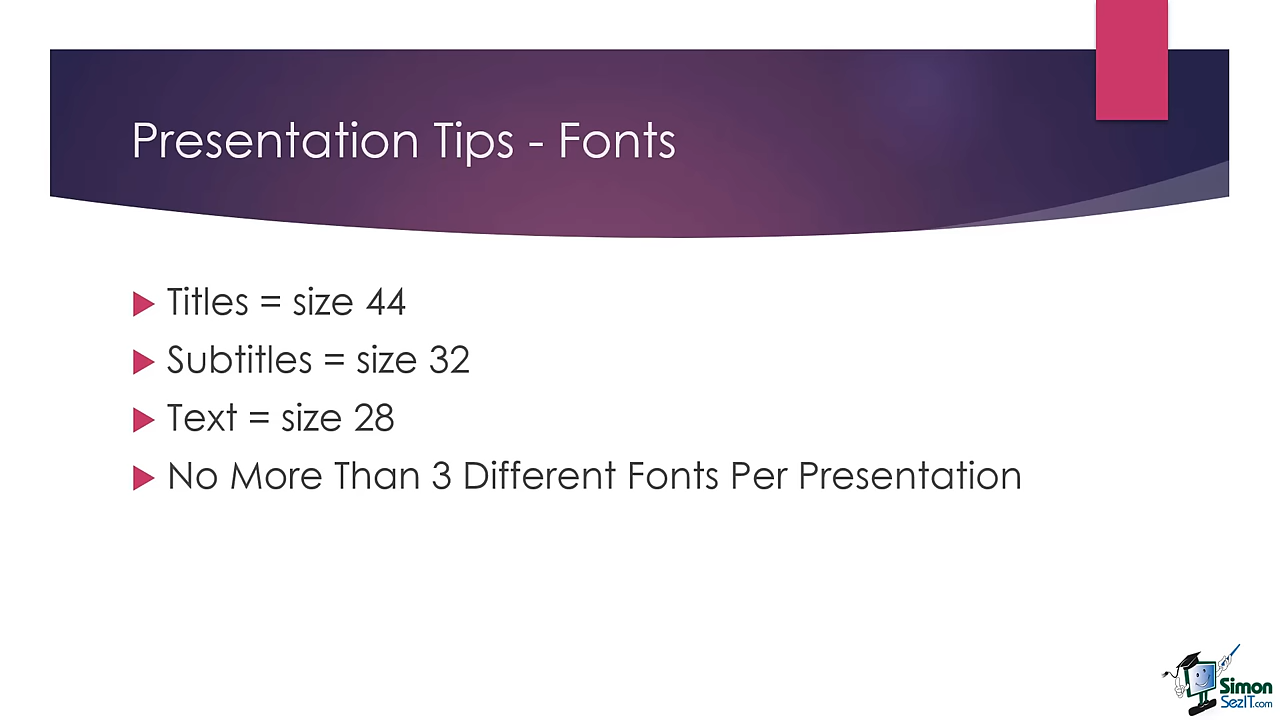 Presentation Tips - Fonts
Titles = size 44
Subtitles = size 32
Text = size 28
No More Than 3 Different Fonts Per Presentation
Simon
SezIT.com